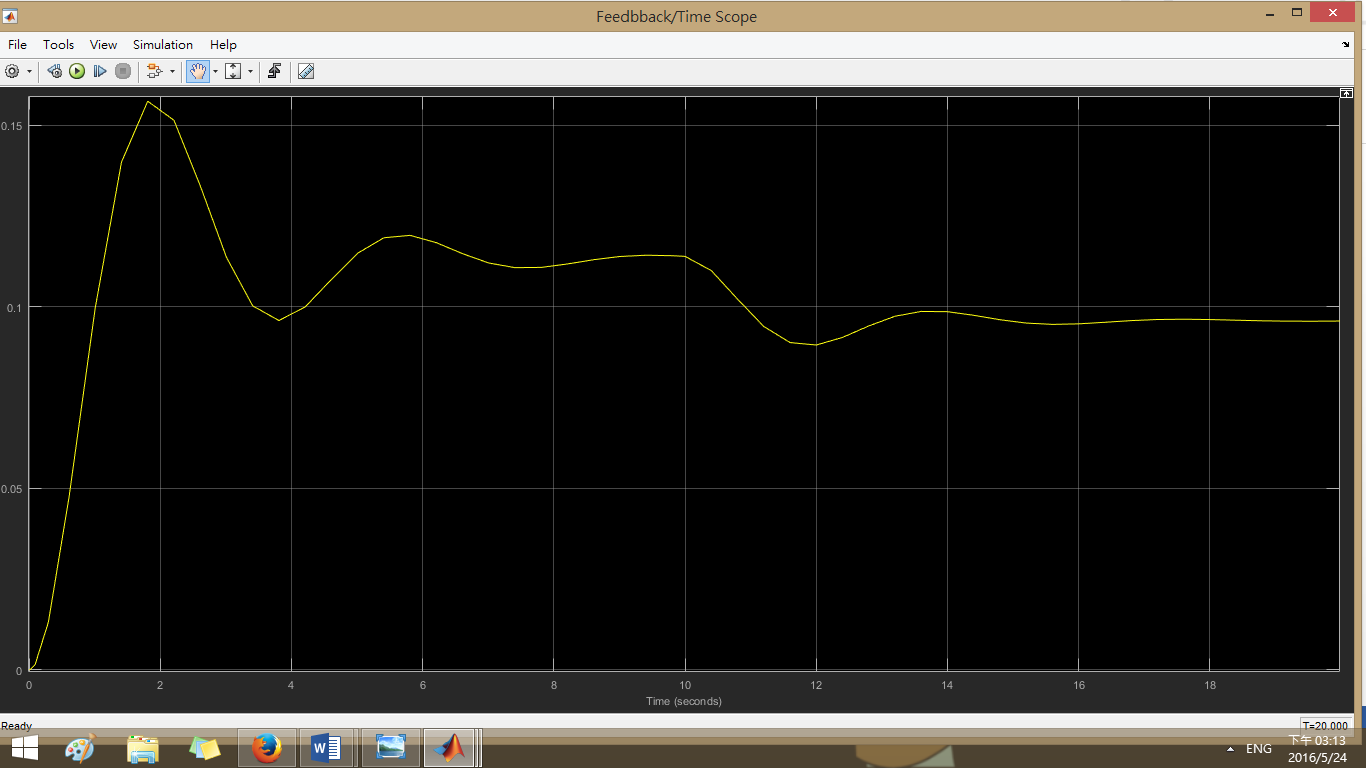 Feedbback/Time Scope
File Tools View Simulation Help
0.15
0.1
0.05
0
0 2 4 6 8 10 12 14 16 18
Time (seconds)
Ready
T=20.000
ENG
下午 03:13
2016/5/24